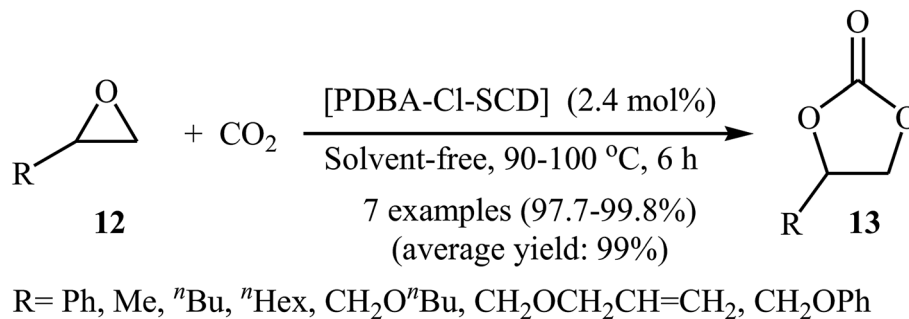 O
O
[PDBA-Cl-SCD] (2.4 mol%)
O
O
+ CO₂
R
Solvent-free, 90-100 °C, 6 h
7 examples (97.7-99.8%)
R
12
13
(average yield: 99%)
R= Ph, Me, ⁿBu, ⁿHex, CH₂OⁿBu, CH₂OCH₂CH=CH₂, CH₂OPh